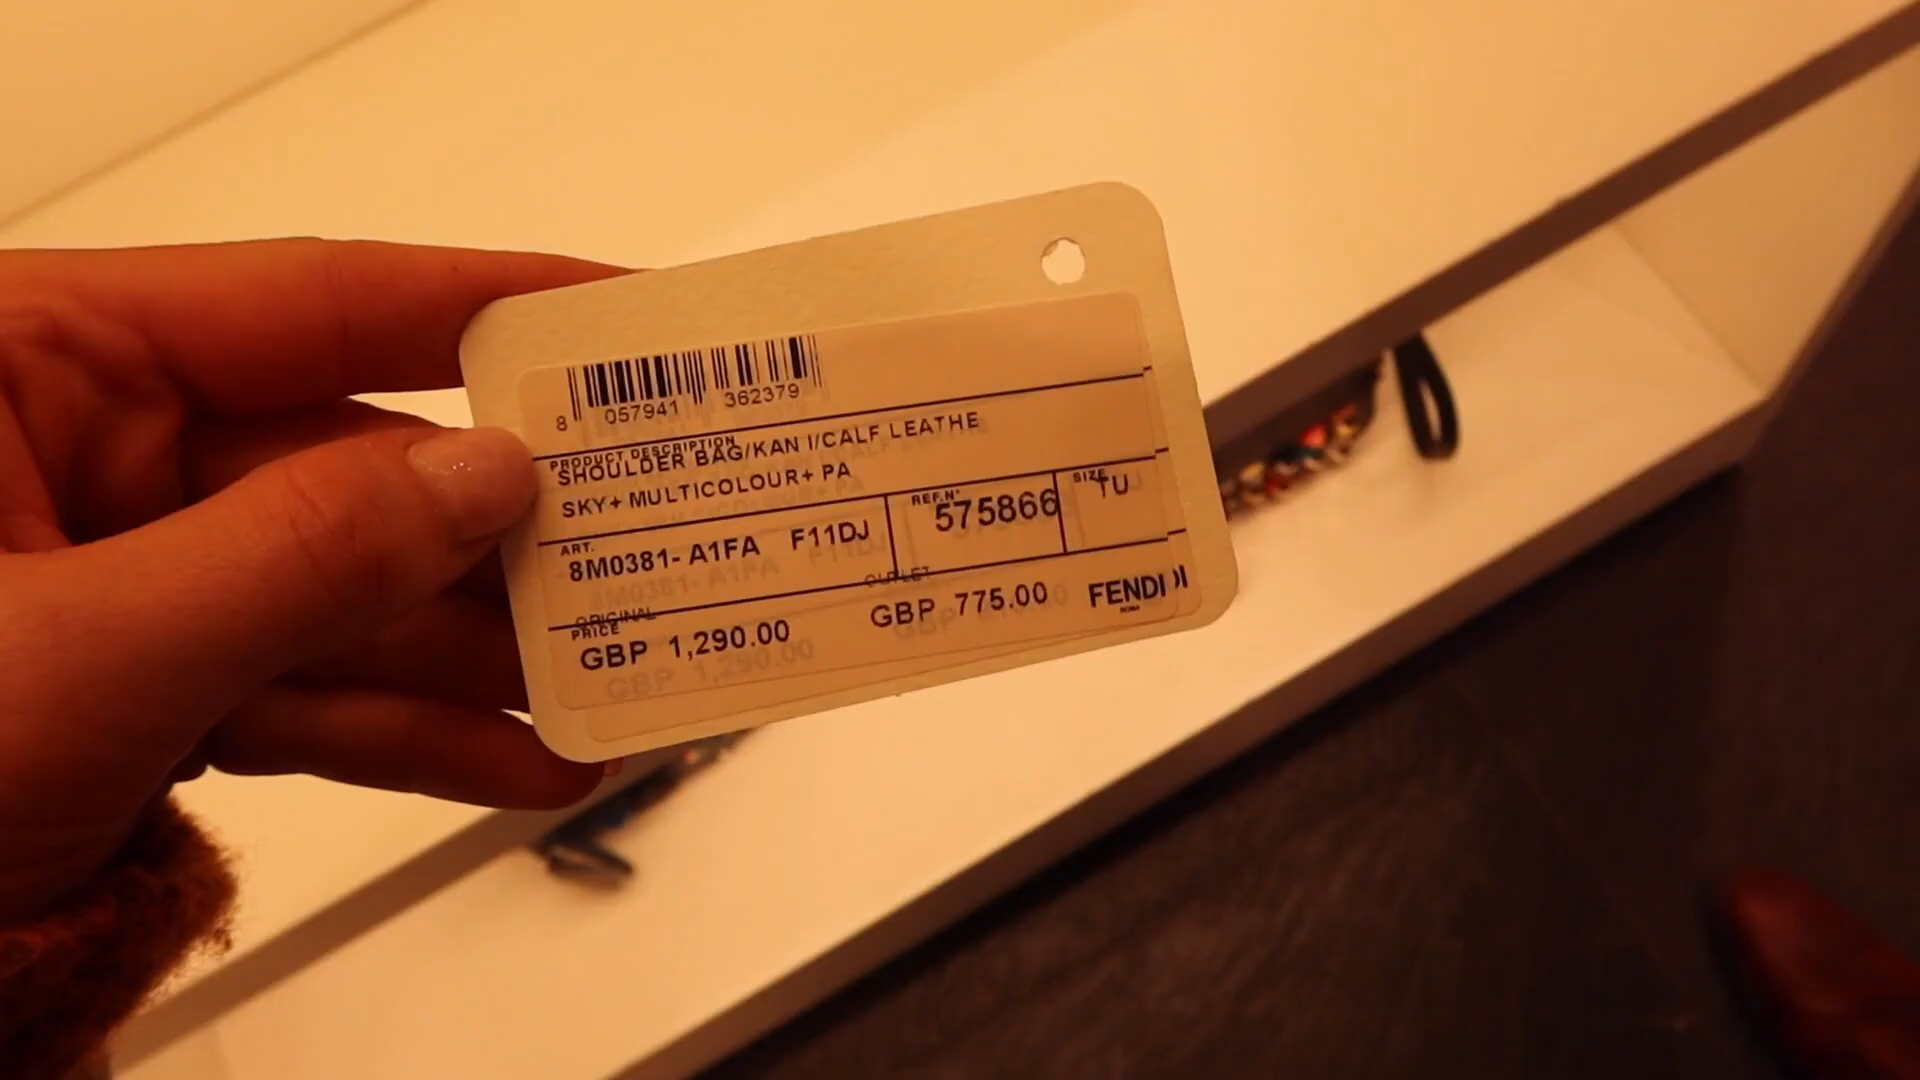 8 057941 362379
PRODUCT DESCRIPTION
SHOULDER BAG/KAN I/CALF LEATHE
SKY+ MULTICOLOUR+ PA
ART.
8M0381- A1FA F11DJ
REF.N°
575866
SIZE
TU
ORIGINAL
PRICE
GBP 1,290.00
OUTLET
GBP 775.00
FENDI
ROMA